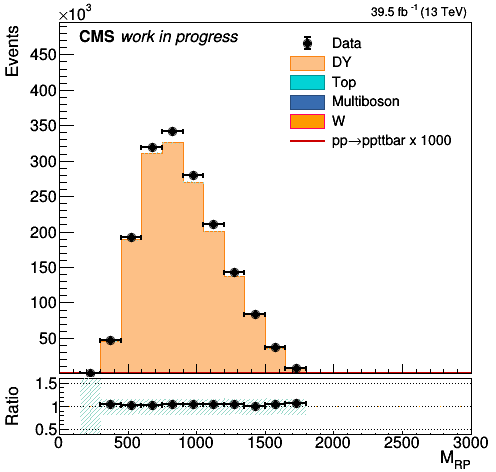 ×10³
39.5 fb⁻¹ (13 TeV)
CMS work in progress
Events
Data
DY
Top
Multiboson
W
pp→ppttbar x 1000
450
400
350
300
250
200
150
100
50
Ratio
1.5
1
0.5
0 500 1000 1500 2000 2500 3000
M_RP